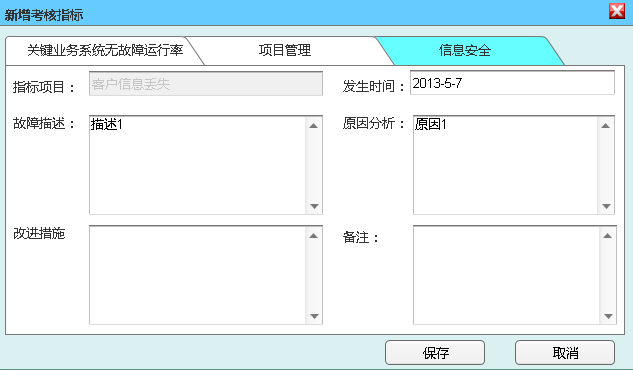 新增考核指标
关键业务系统无故障运行率 项目管理 信息安全
指标项目： 客户信息丢失 发生时间： 2013-5-7
故障描述： 描述1 原因分析： 原因1
改进措施 备注：
保存 取消